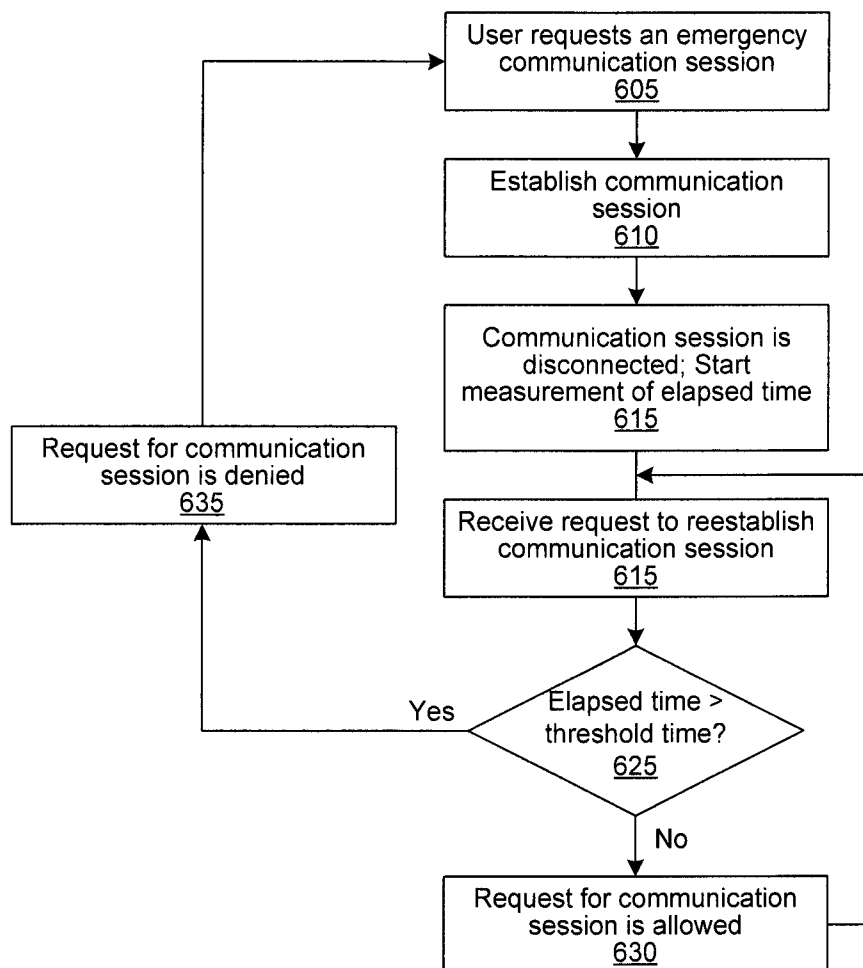 User requests an emergency
communication session
605
Establish communication
session
610
Communication session is
disconnected; Start
measurement of elapsed time
615
Request for communication
session is denied
635
Receive request to reestablish
communication session
615
Yes
Elapsed time >
threshold time?
625
No
Request for communication
session is allowed
630